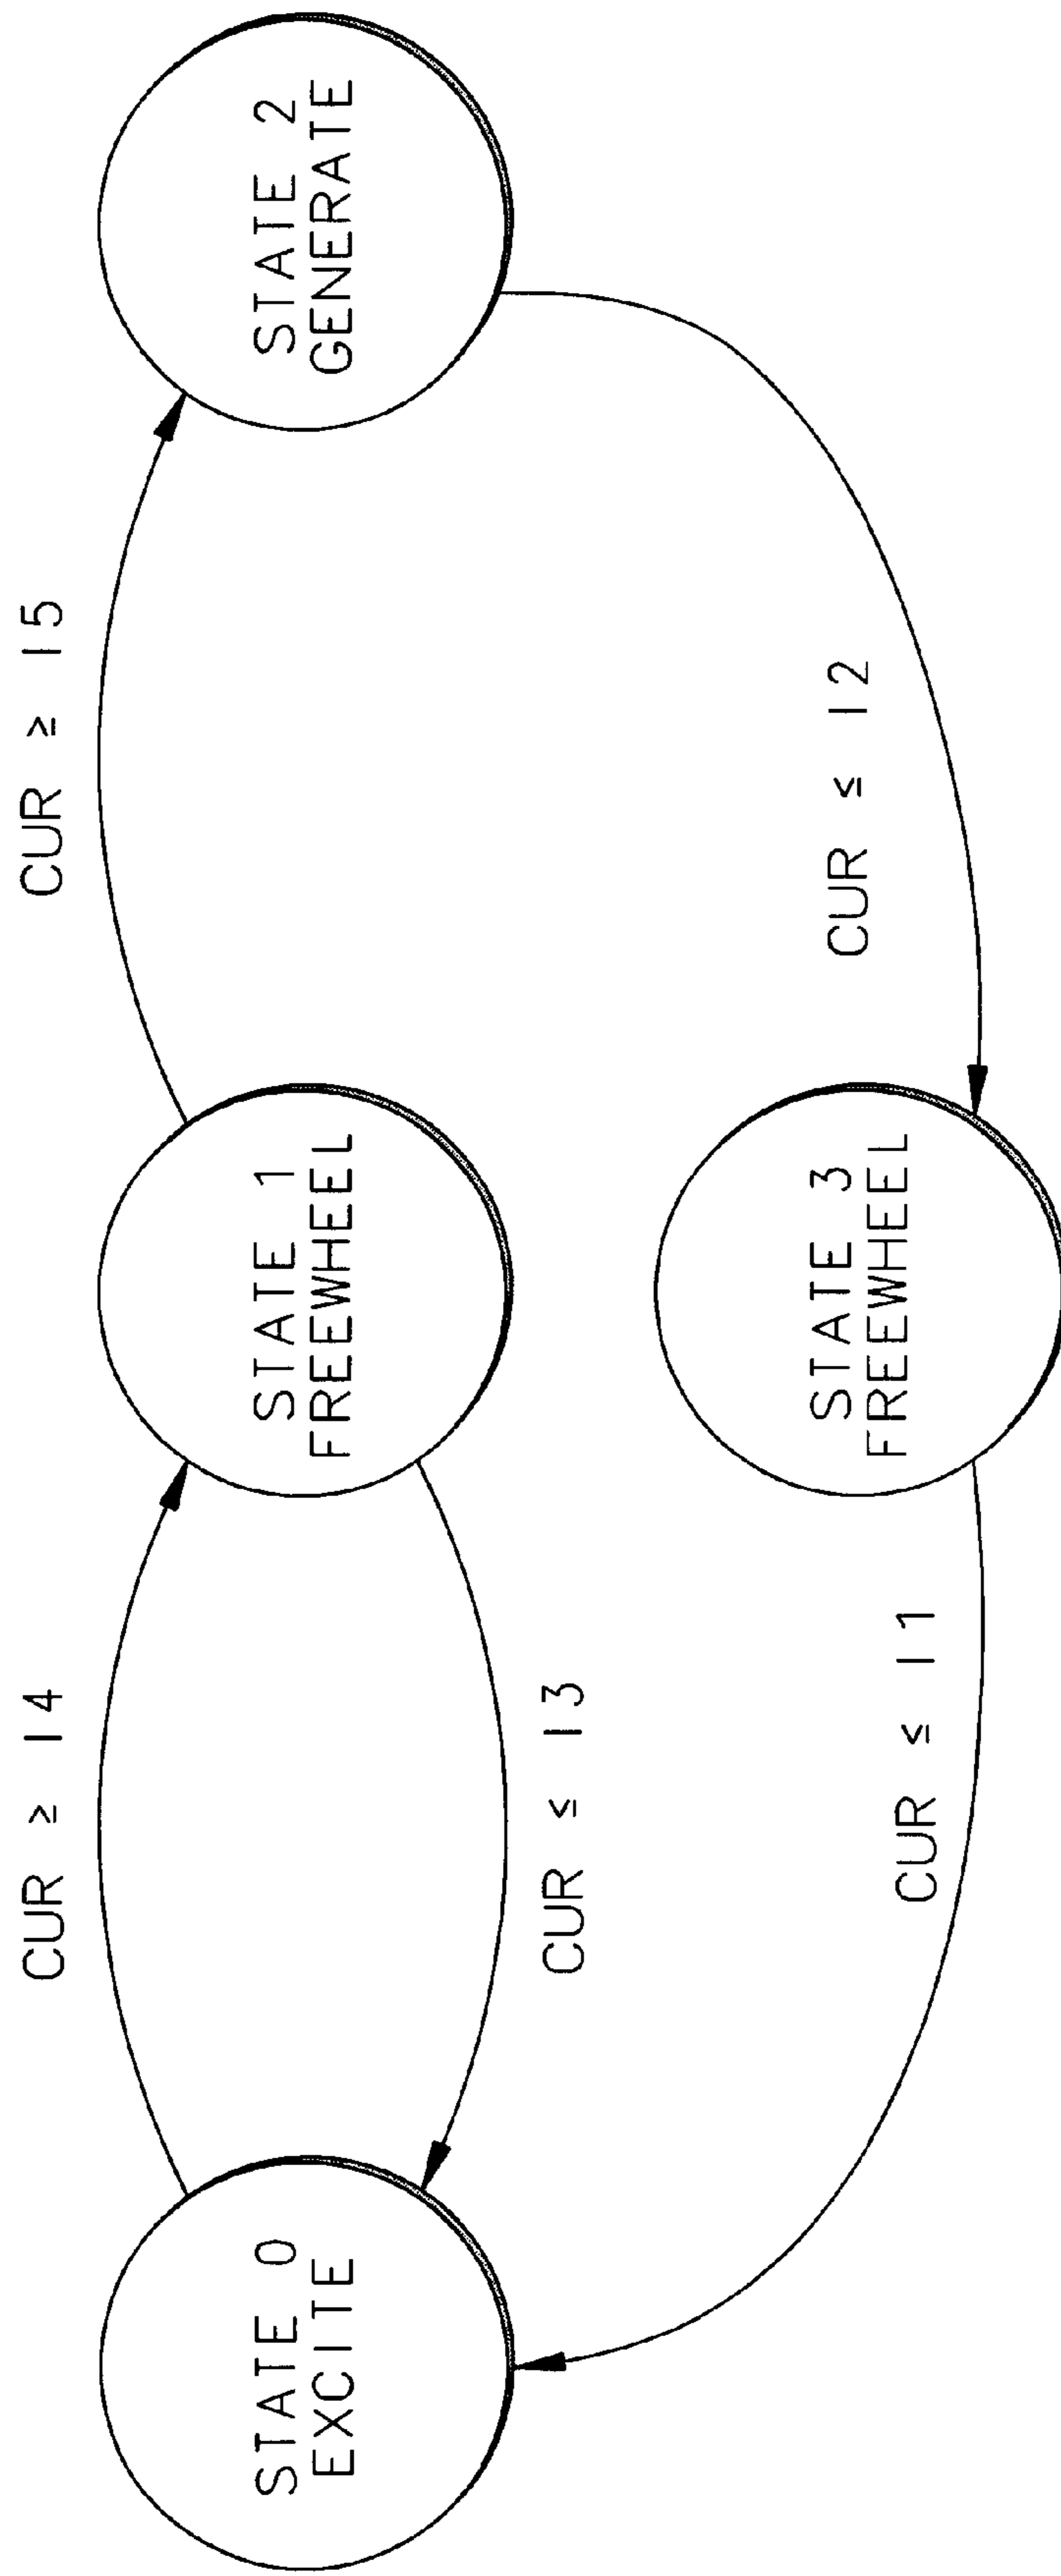 CUR ≥ I4
CUR ≥ I5
STATE 0
EXCITE
STATE 1
FREEWHEEL
STATE 2
GENERATE
CUR ≤ I3
CUR ≤ I2
STATE 3
FREEWHEEL
CUR ≤ I1